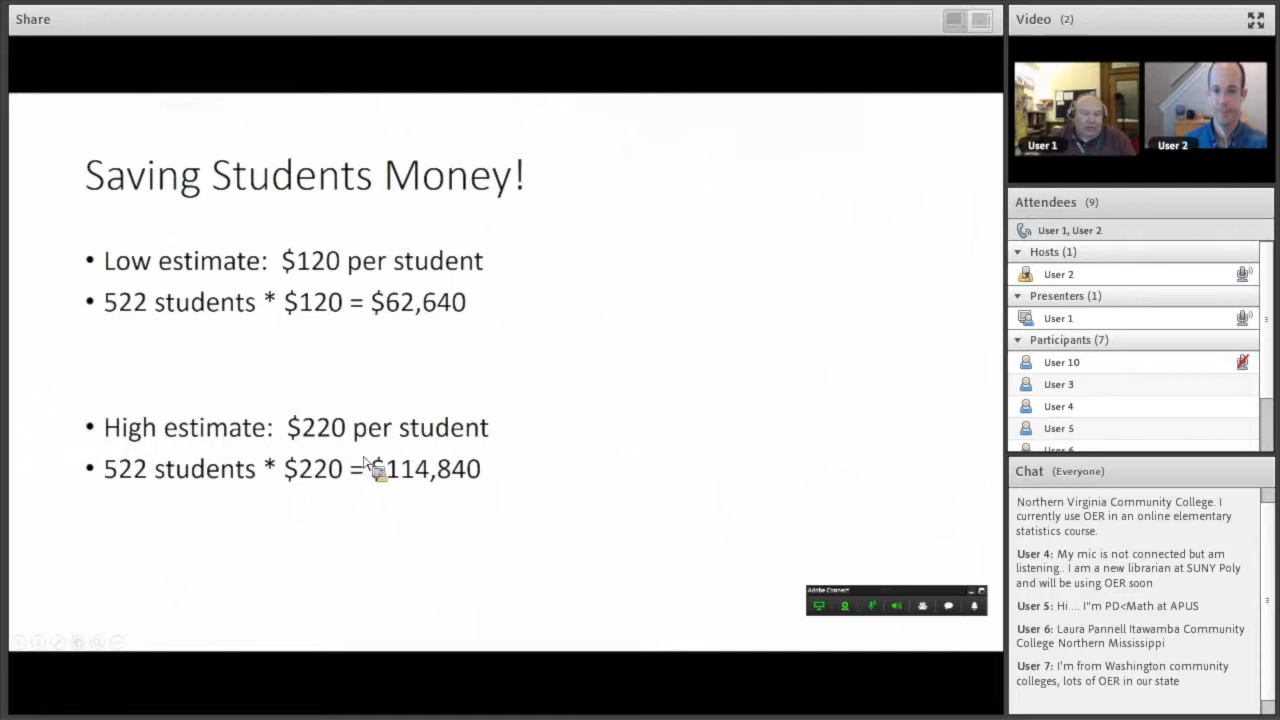 Share
Saving Students Money!
• Low estimate:  $120 per student
• 522 students * $120 = $62,640
• High estimate:  $220 per student
• 522 students * $220 = $114,840
Adobe Connect
Video (2)
User 1
User 2
Attendees (9)
User 1, User 2
Hosts (1)
User 2
Presenters (1)
User 1
Participants (7)
User 10
User 3
User 4
User 5
User 6
Chat (Everyone)
Northern Virginia Community College. I
currently use OER in an online elementary
statistics course.
User 4: My mic is not connected but am
listening.. I am a new librarian at SUNY Poly
and will be using OER soon
User 5: Hi.... I"m PD<Math at APUS
User 6: Laura Pannell Itawamba Community
College Northern Mississippi
User 7: I'm from Washington community
colleges, lots of OER in our state